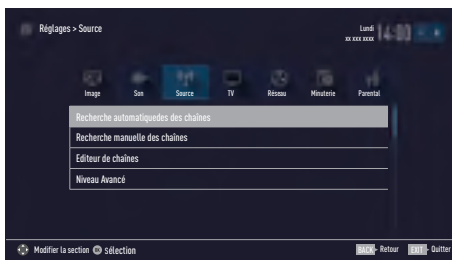 Réglages > Source
Lundi
xx xxx xxxx
14:00
Image Son Source TV Réseau Minuterie Parental
Recherche automatiquedes des chaînes
Recherche manuelle des chaînes
Editeur de chaînes
Niveau Avancé
Modifier la section OK Sélection BACK - Retour EXIT - Quitter